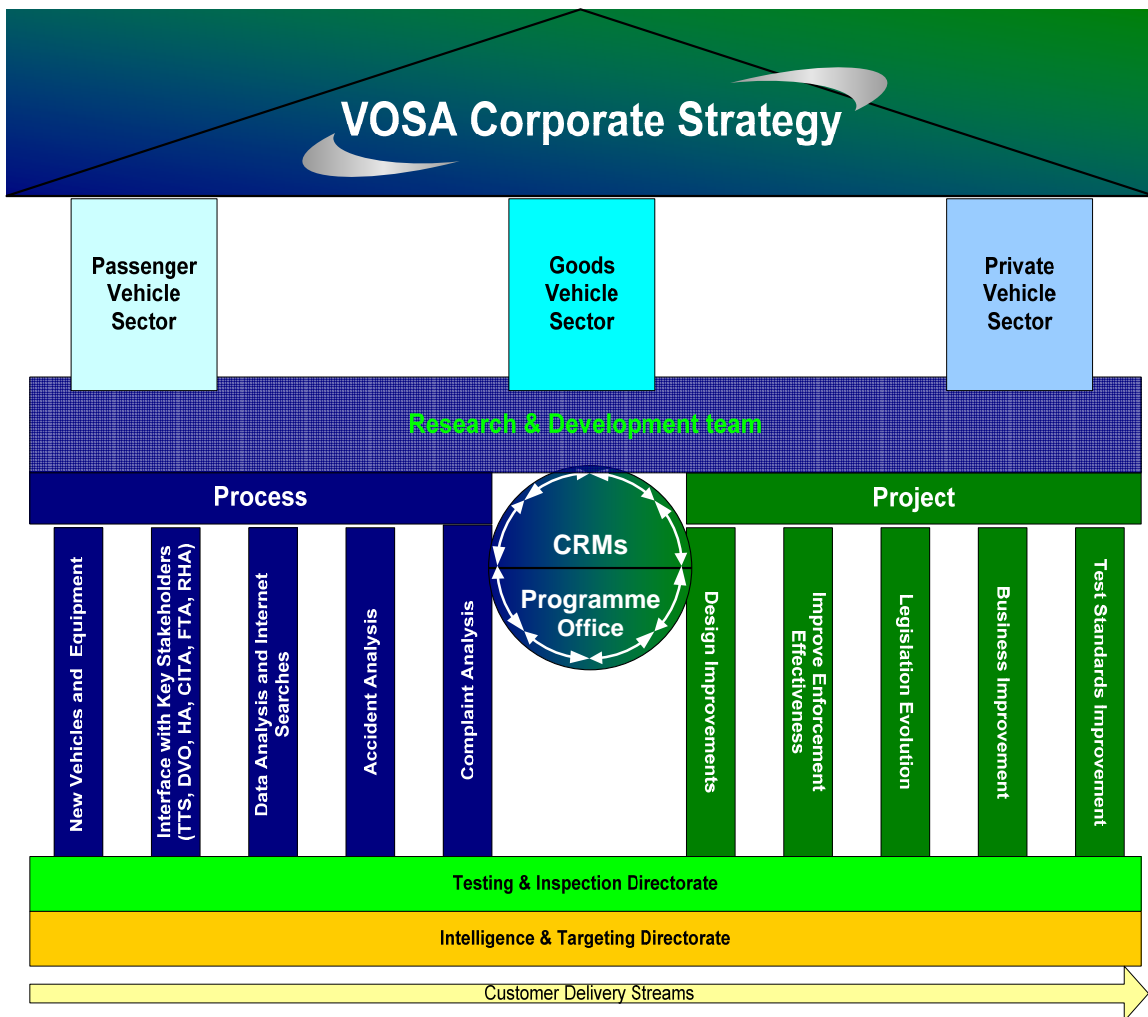 VOSA Corporate Strategy
Passenger
Vehicle
Sector
Goods
Vehicle
Sector
Private
Vehicle
Sector
Research & Development team
Process
Project
CRMs
Programme
Office
New Vehicles and Equipment
Interface with Key Stakeholders
(TTS, DVO, HA, CITA, FTA, RHA)
Data Analysis and Internet
Searches
Accident Analysis
Complaint Analysis
Design Improvements
Improve Enforcement
Effectiveness
Legislation Evolution
Business Improvement
Test Standards Improvement
Testing & Inspection Directorate
Intelligence & Targeting Directorate
Customer Delivery Streams